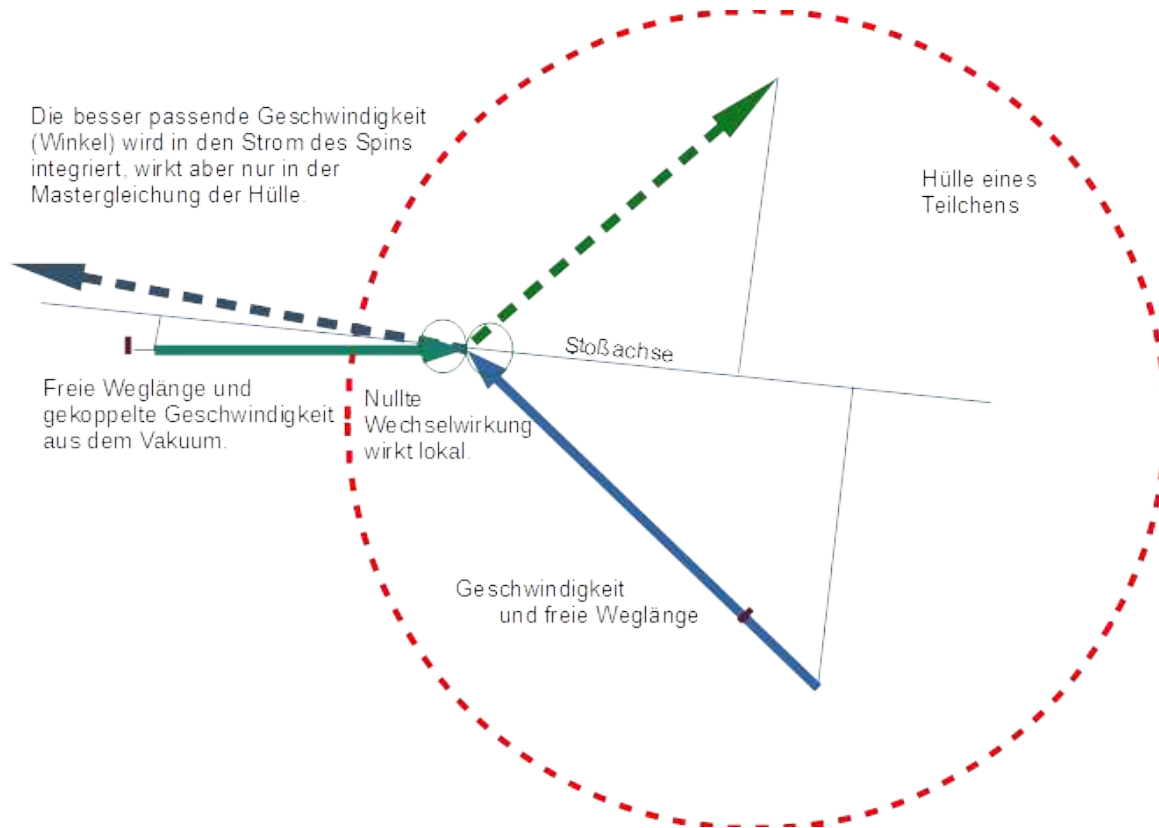 Die besser passende Geschwindigkeit
(Winkel) wird in den Strom des Spins
integriert, wirkt aber nur in der
Mastergleichung der Hülle.
Hülle eines
Teilchens
Stoßachse
Freie Weglänge und
gekoppelte Geschwindigkeit
aus dem Vakuum.
Nullte
Wechselwirkung
wirkt lokal.
Geschwindigkeit
und freie Weglänge